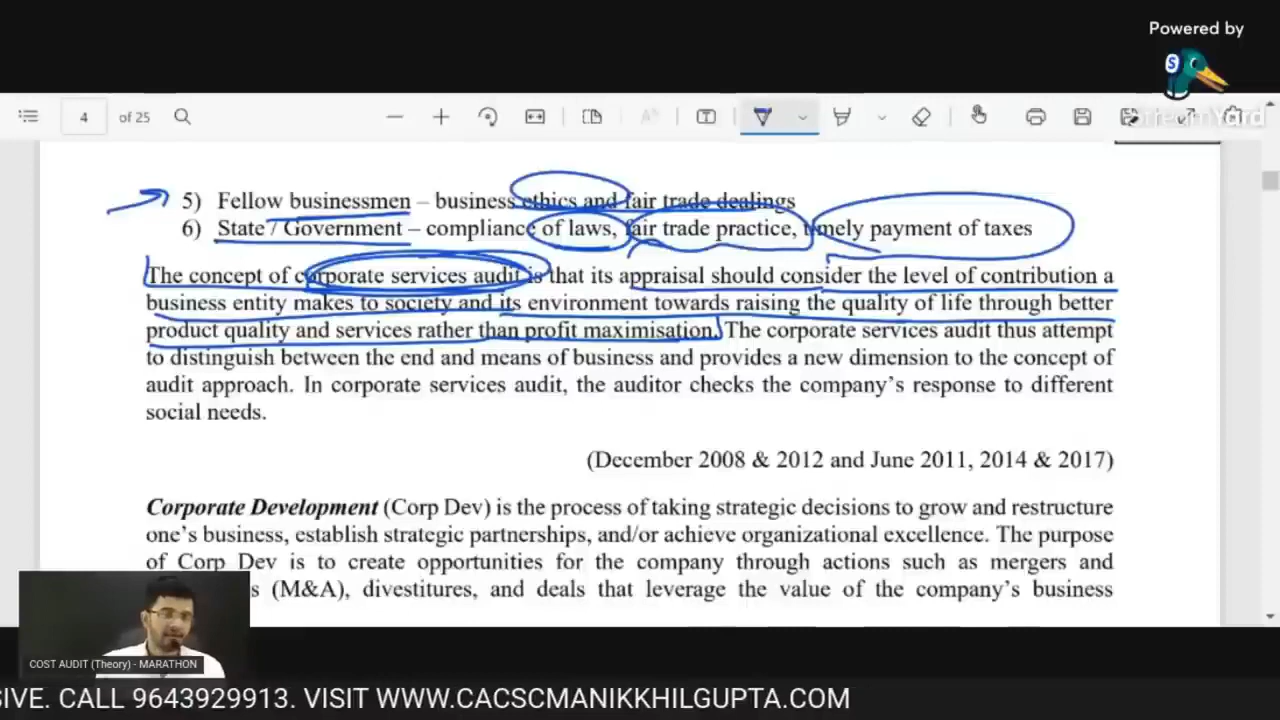 Powered by
S
4 of 25
StreamYard
5) Fellow businessmen – business ethics and fair trade dealings
6) State / Government – compliance of laws, fair trade practice, timely payment of taxes
The concept of corporate services audit is that its appraisal should consider the level of contribution a
business entity makes to society and its environment towards raising the quality of life through better
product quality and services rather than profit maximisation. The corporate services audit thus attempt
to distinguish between the end and means of business and provides a new dimension to the concept of
audit approach. In corporate services audit, the auditor checks the company's response to different
social needs.
(December 2008 & 2012 and June 2011, 2014 & 2017)
Corporate Development (Corp Dev) is the process of taking strategic decisions to grow and restructure
one's business, establish strategic partnerships, and/or achieve organizational excellence. The purpose
of Corp Dev is to create opportunities for the company through actions such as mergers and
s (M&A), divestitures, and deals that leverage the value of the company's business
COST AUDIT (Theory) - MARATHON
SIVE. CALL 9643929913. VISIT WWW.CACSCMANIKKHILGUPTA.COM